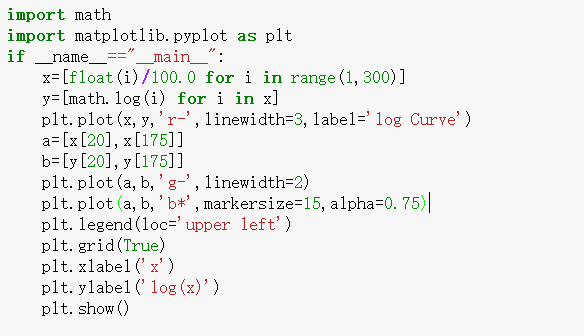 import math
import matplotlib.pyplot as plt
if __name__=="__main__":
    x=[float(i)/100.0 for i in range(1,300)]
    y=[math.log(i) for i in x]
    plt.plot(x,y,'r-',linewidth=3,label='log Curve')
    a=[x[20],x[175]]
    b=[y[20],y[175]]
    plt.plot(a,b,'g-',linewidth=2)
    plt.plot(a,b,'b*',markersize=15,alpha=0.75)
    plt.legend(loc='upper left')
    plt.grid(True)
    plt.xlabel('x')
    plt.ylabel('log(x)')
    plt.show()